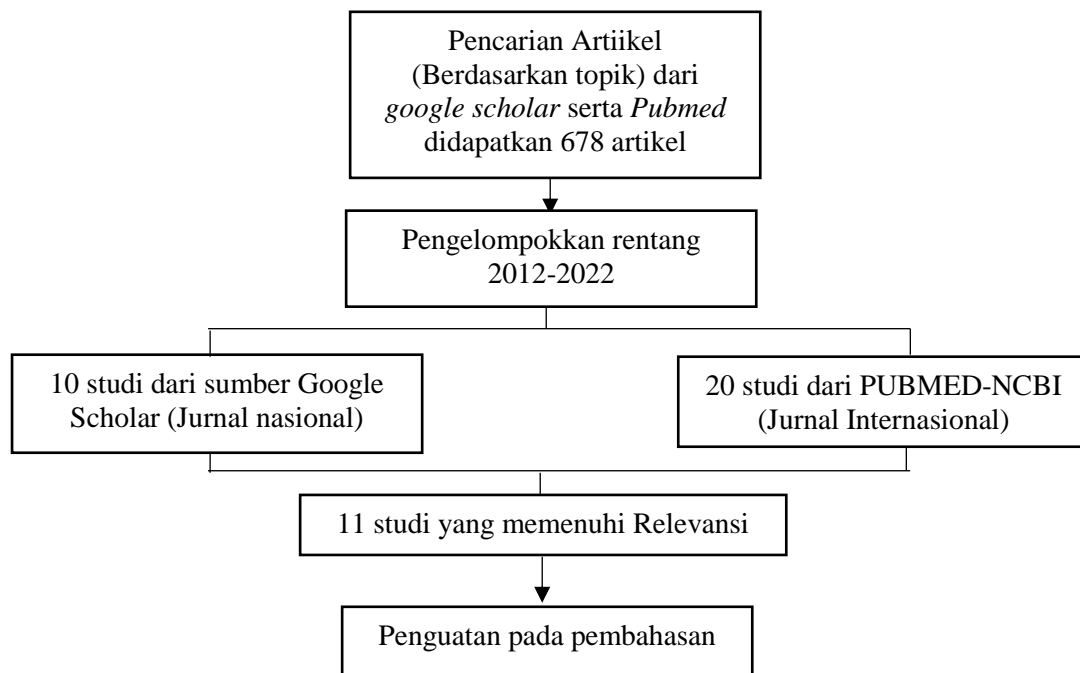 Pencarian Artiikel
(Berdasarkan topik) dari
google scholar serta Pubmed
didapatkan 678 artikel
Pengelompokkan rentang
2012-2022
10 studi dari sumber Google
Scholar (Jurnal nasional)
20 studi dari PUBMED-NCBI
(Jurnal Internasional)
11 studi yang memenuhi Relevansi
Penguatan pada pembahasan